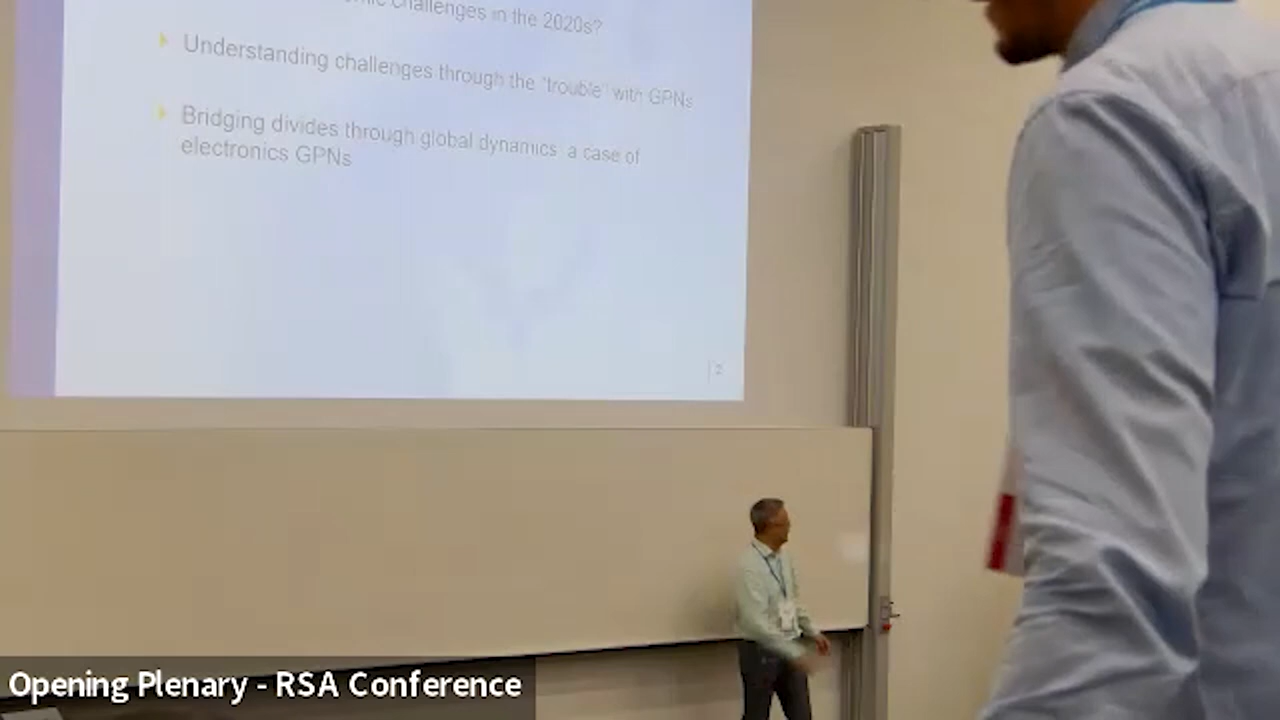 challenges in the 2020s?
Understanding challenges through the "trouble" with GPNs
Bridging divides through global dynamics: a case of
electronics GPNs
2
Opening Plenary - RSA Conference